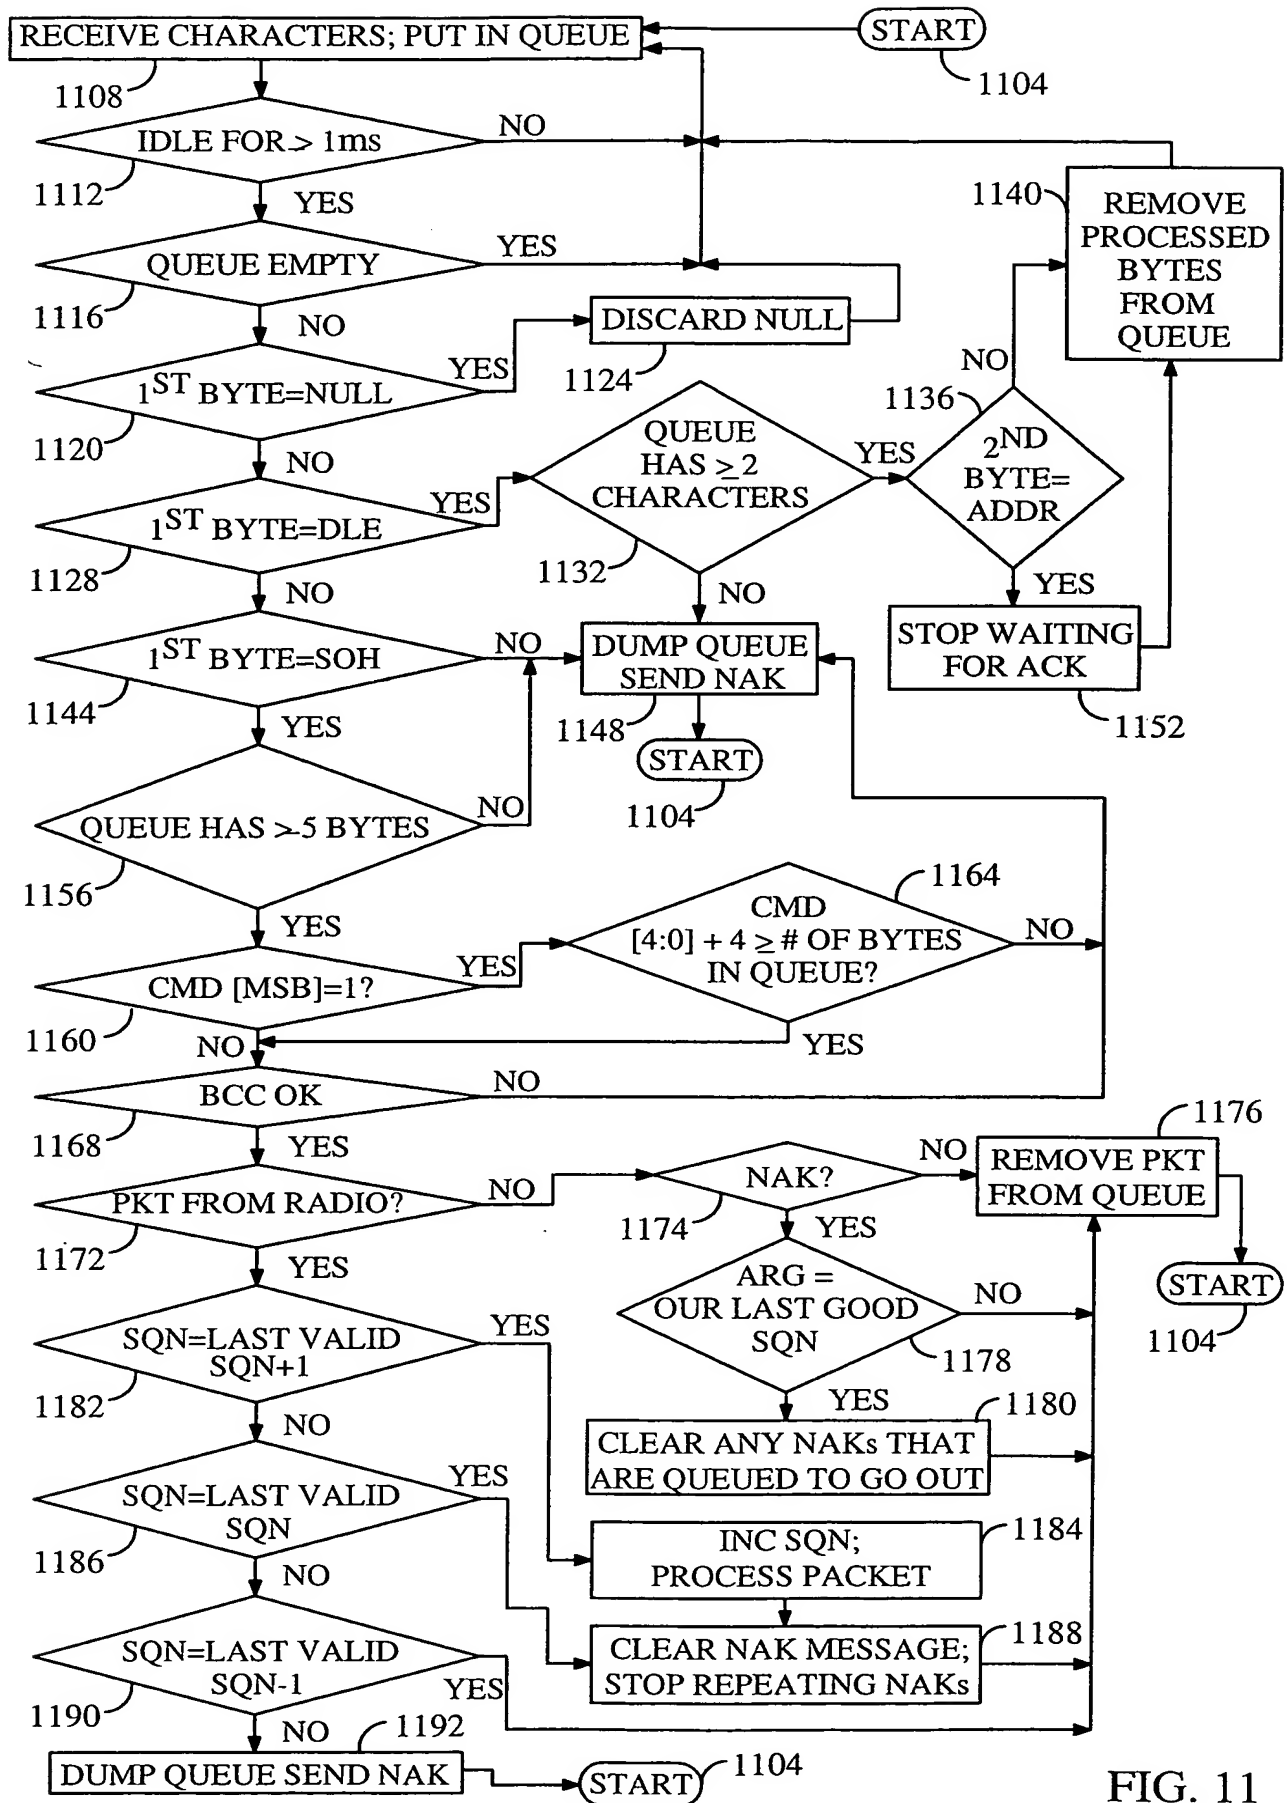 RECEIVE CHARACTERS; PUT IN QUEUE
START
1108
1104
IDLE FOR > 1ms
NO
1112
YES
1140
REMOVE
PROCESSED
BYTES
FROM
QUEUE
QUEUE EMPTY
YES
1116
NO
DISCARD NULL
1124
1ST BYTE=NULL
YES
1120
NO
QUEUE
HAS ≥2
CHARACTERS
YES
1132
NO
1136
NO
2ND
BYTE=
ADDR
YES
1ST BYTE=DLE
YES
1128
NO
1ST BYTE=SOH
NO
1144
YES
DUMP QUEUE
SEND NAK
1148
START
1104
STOP WAITING
FOR ACK
1152
QUEUE HAS ≥5 BYTES
NO
1156
YES
CMD [MSB]=1?
YES
1160
NO
1164
CMD
[4:0] + 4 ≥ # OF BYTES
IN QUEUE?
NO
YES
BCC OK
NO
1168
YES
PKT FROM RADIO?
NO
1172
YES
NAK?
NO
1174
YES
1176
REMOVE PKT
FROM QUEUE
START
1104
ARG =
OUR LAST GOOD
SQN
NO
1178
YES
1180
CLEAR ANY NAKs THAT
ARE QUEUED TO GO OUT
SQN=LAST VALID
SQN+1
YES
1182
NO
SQN=LAST VALID
SQN
YES
1186
NO
INC SQN;
PROCESS PACKET
1184
CLEAR NAK MESSAGE;
STOP REPEATING NAKs
1188
SQN=LAST VALID
SQN-1
YES
1190
NO
1192
DUMP QUEUE SEND NAK
START
1104
FIG. 11